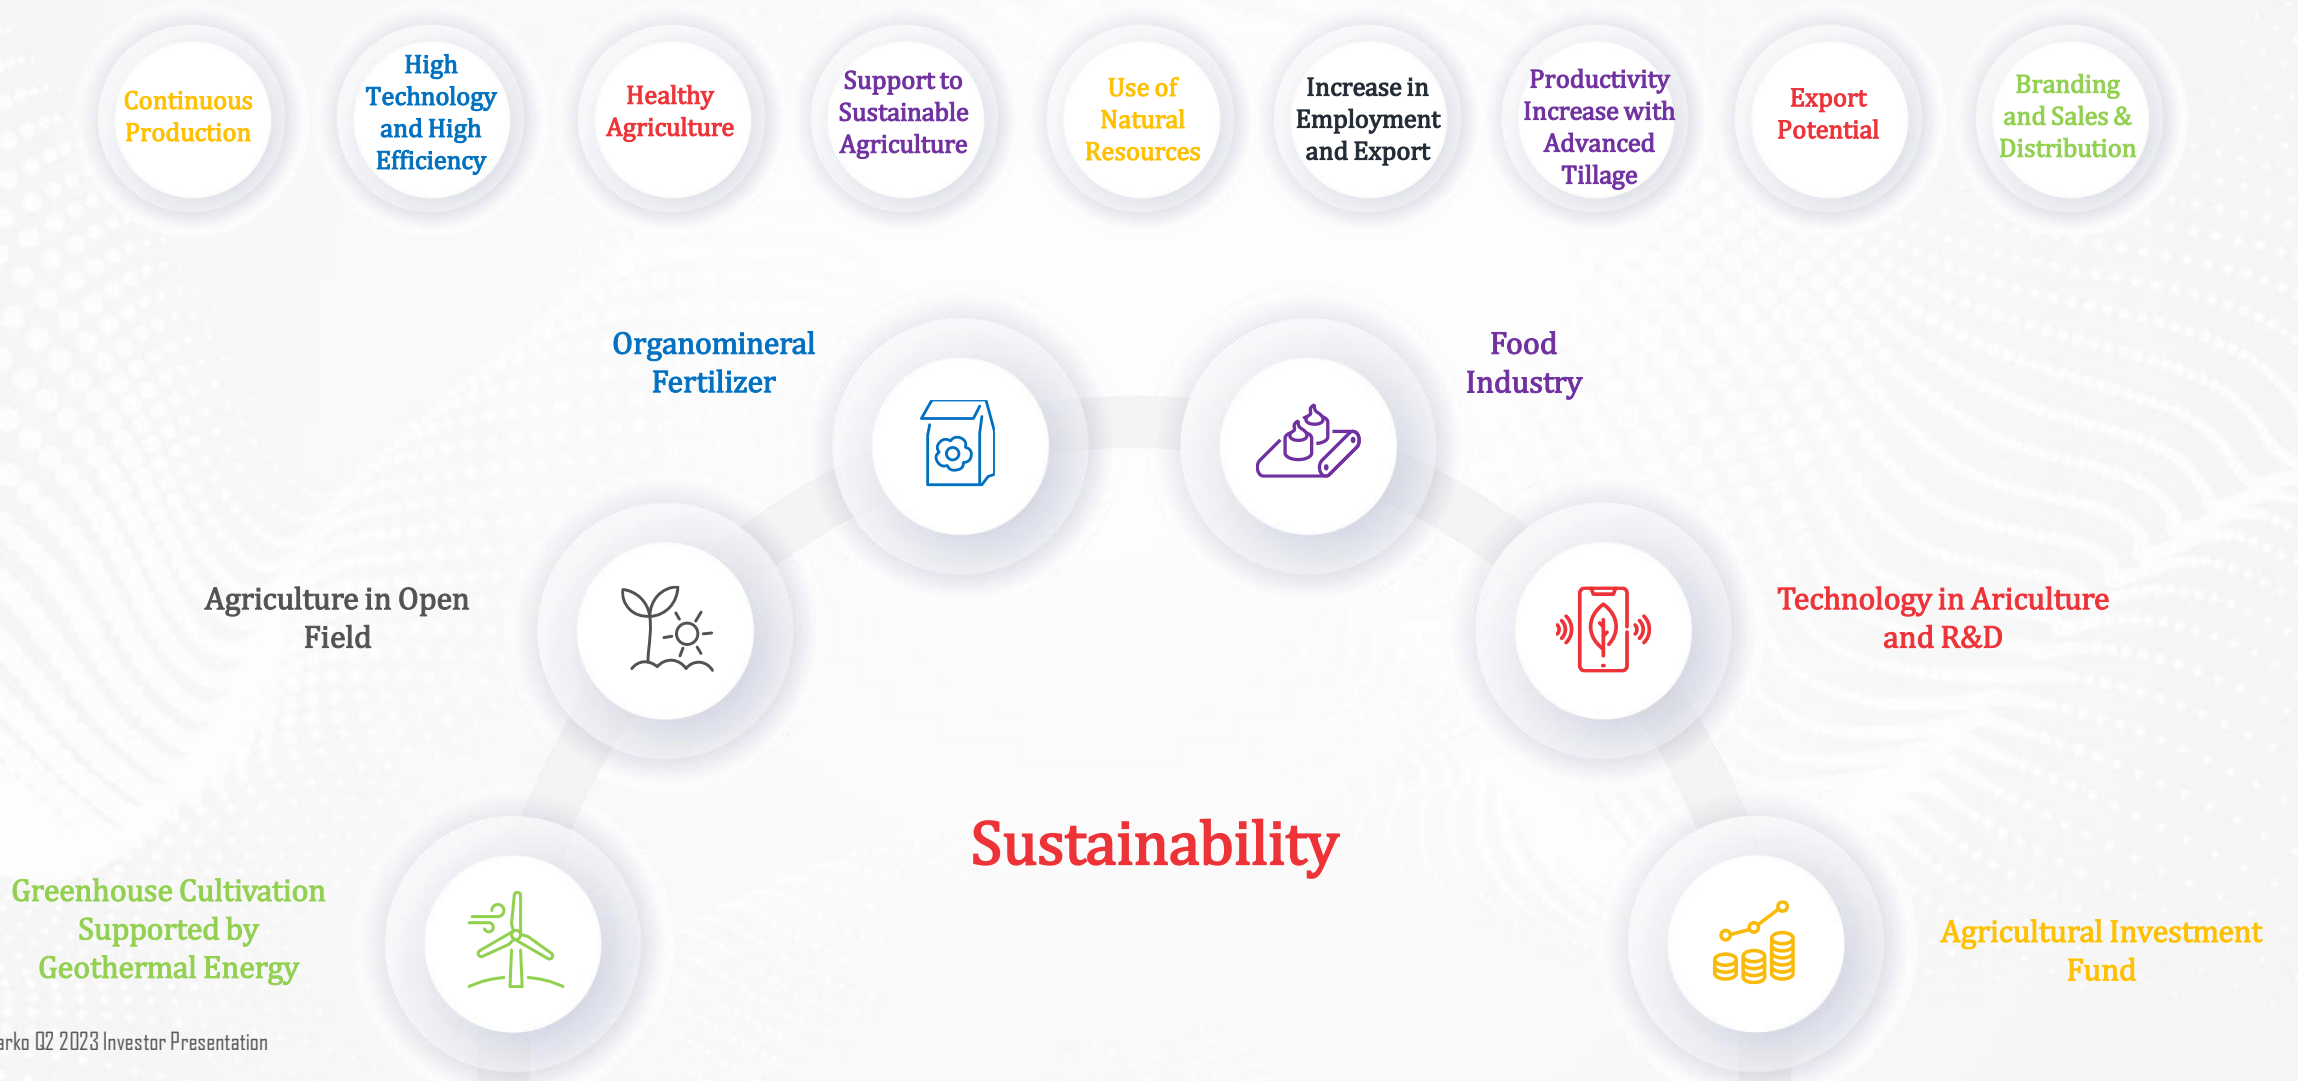 Continuous
Production
High
Technology
and High
Efficiency
Healthy
Agriculture
Support to
Sustainable
Agriculture
Use of
Natural
Resources
Increase in
Employment
and Export
Productivity
Increase with
Advanced
Tillage
Export
Potential
Branding
and Sales &
Distribution
Organomineral
Fertilizer
Food
Industry
Agriculture in Open
Field
Technology in Ariculture
and R&D
Sustainability
Greenhouse Cultivation
Supported by
Geothermal Energy
Agricultural Investment
Fund
arko Q2 2023 Investor Presentation